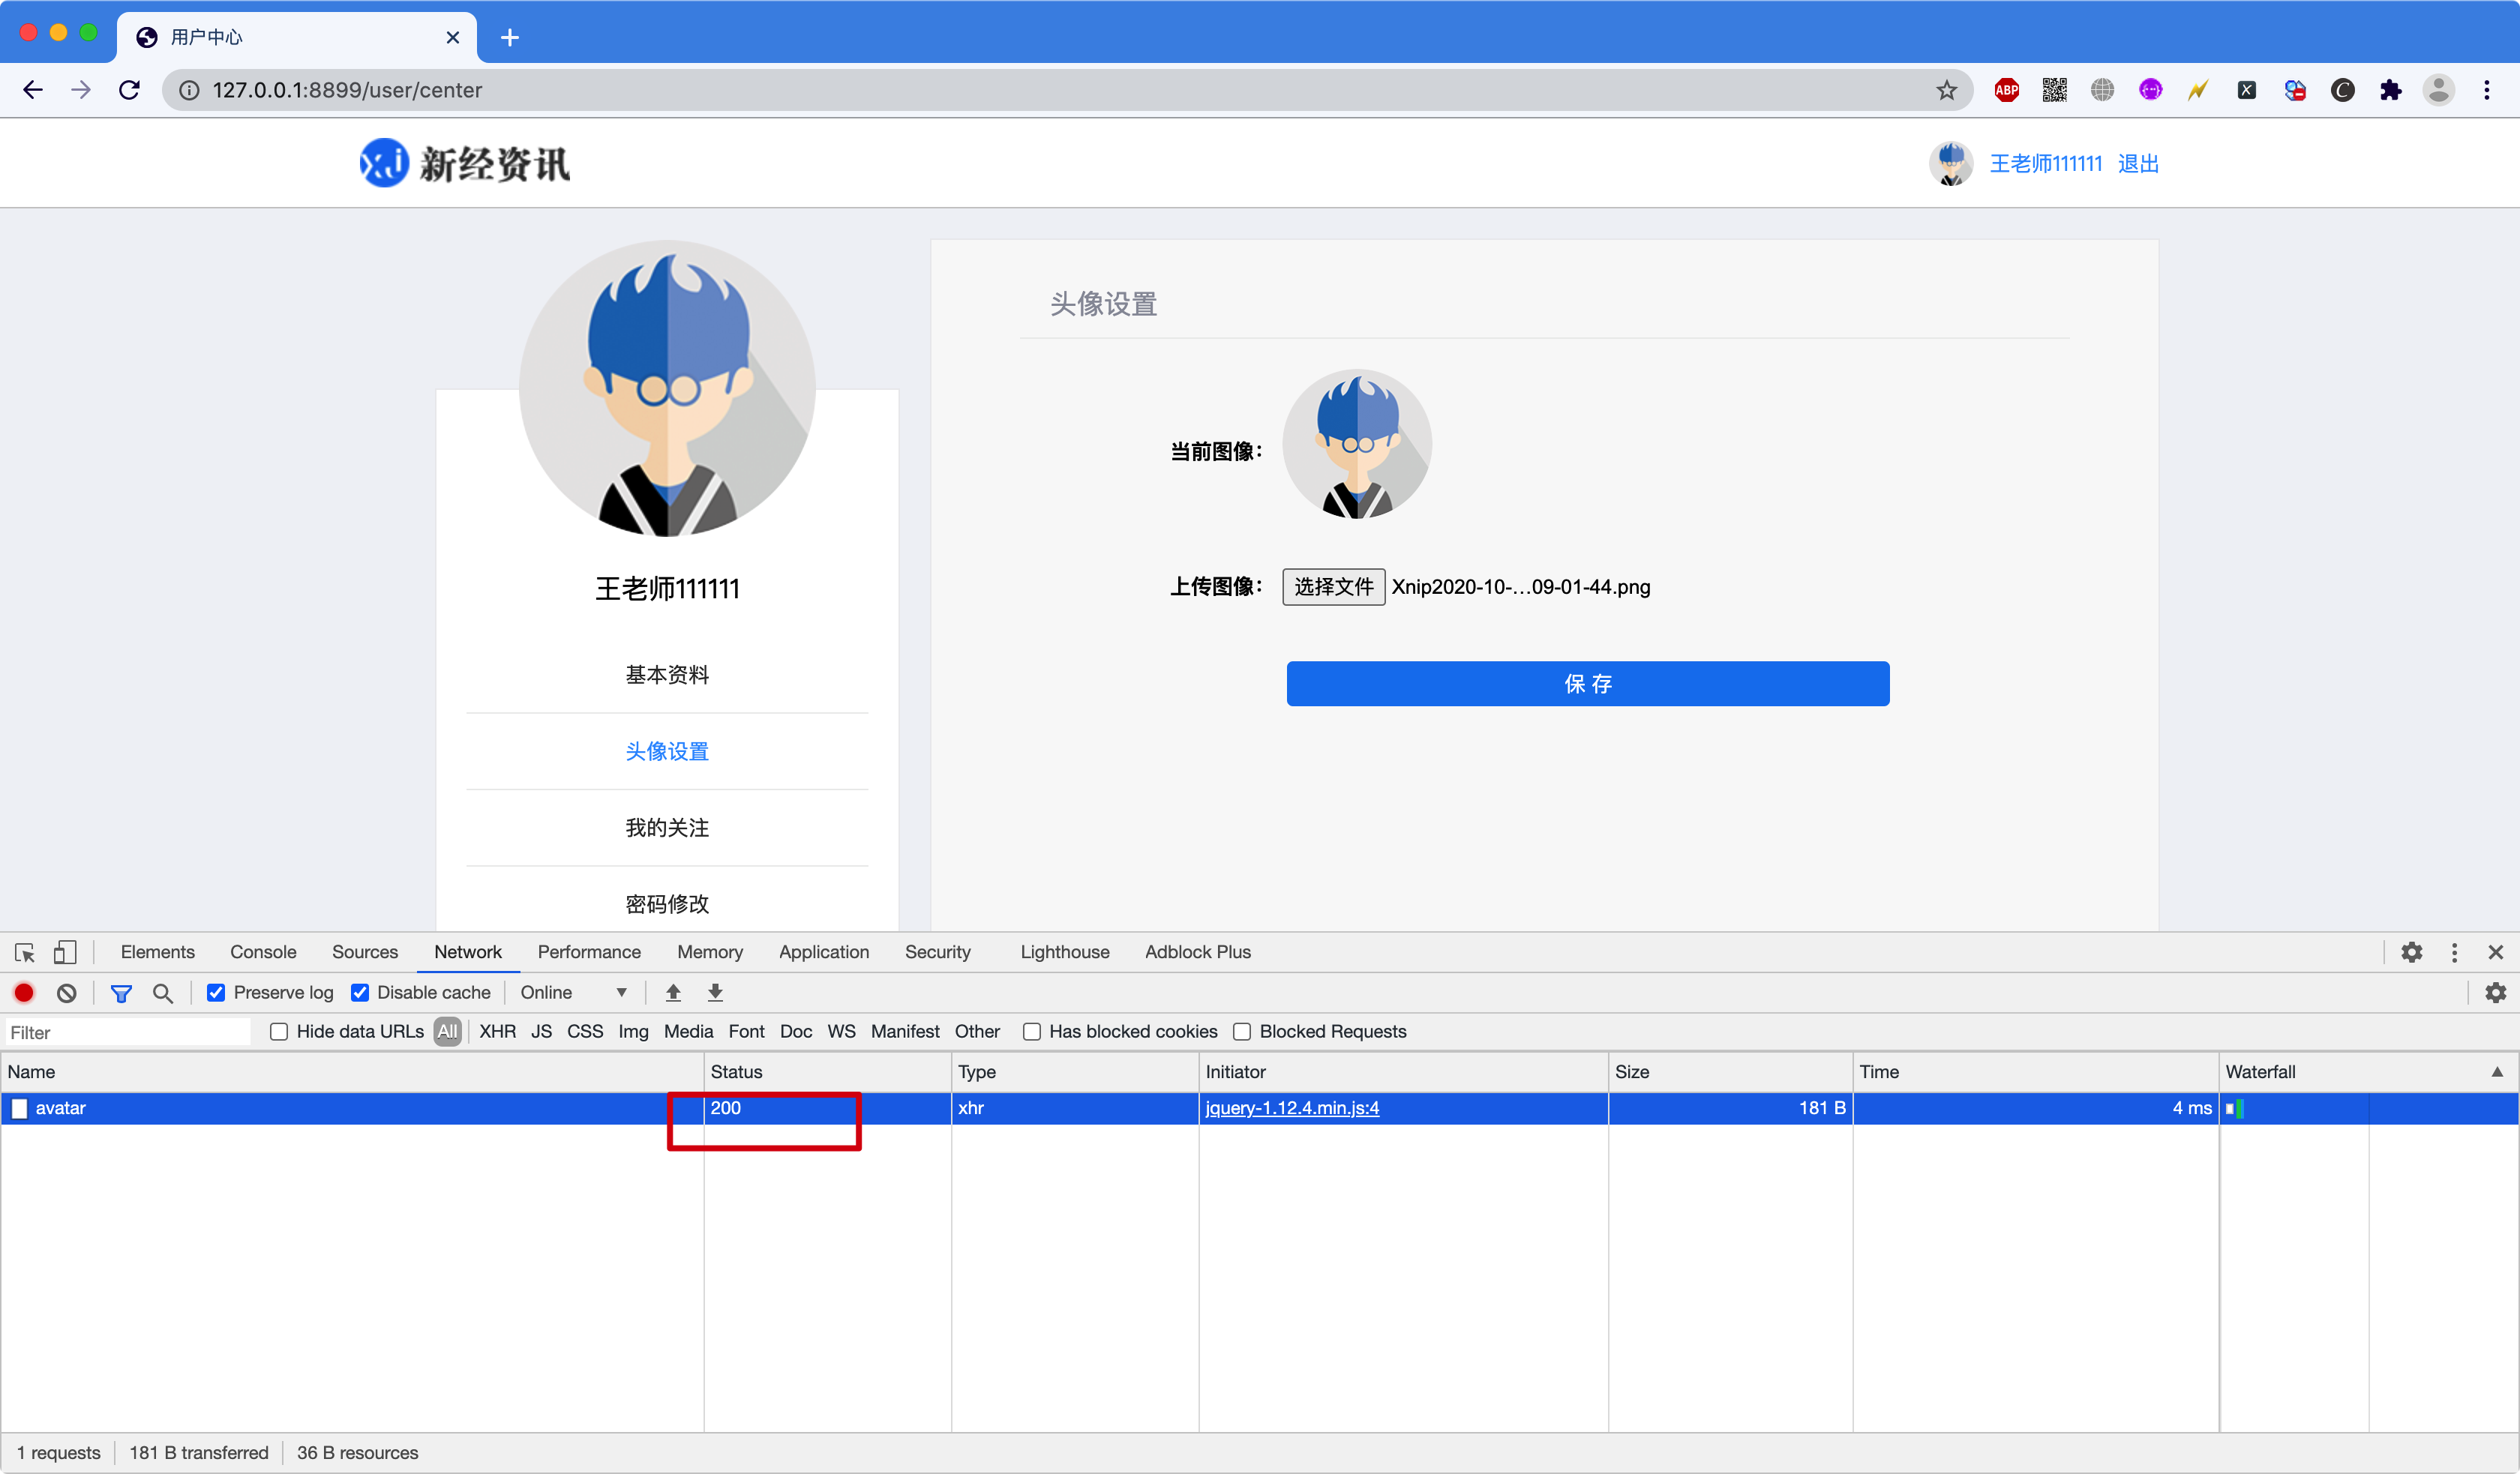 用户中心
127.0.0.1:8899/user/center
ABP
新经资讯
王老师111111 退出
头像设置
当前图像:
上传图像: 选择文件 Xnip2020-10-...09-01-44.png
保 存
王老师111111
基本资料
头像设置
我的关注
密码修改
Elements Console Sources Network Performance Memory Application Security Lighthouse Adblock Plus
Preserve log Disable cache Online
Filter Hide data URLs All XHR JS CSS Img Media Font Doc WS Manifest Other Has blocked cookies Blocked Requests
Name Status Type Initiator Size Time Waterfall
avatar 200 xhr jquery-1.12.4.min.js:4 181 B 4 ms
1 requests 181 B transferred 36 B resources